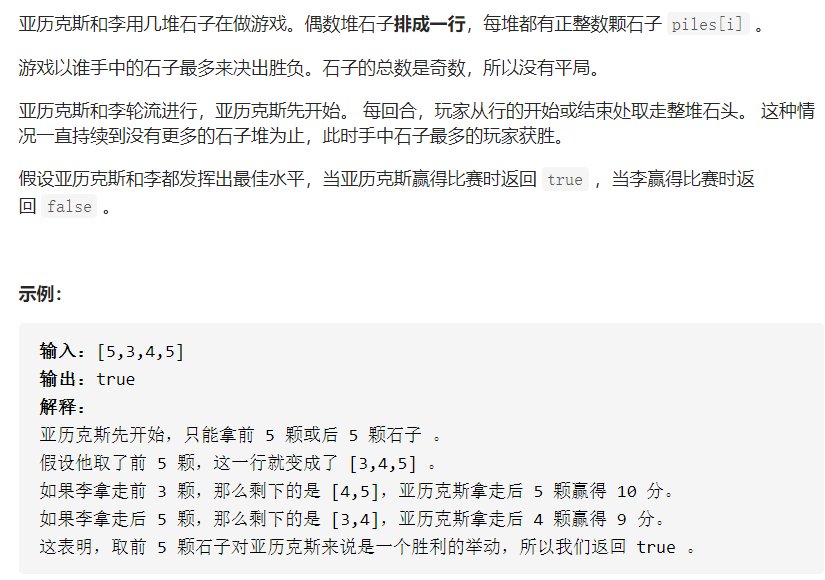 亚历克斯和李用几堆石子在做游戏。偶数堆石子排成一行，每堆都有正整数颗石子 piles[i] 。
游戏以谁手中的石子最多来决出胜负。石子的总数是奇数，所以没有平局。
亚历克斯和李轮流进行，亚历克斯先开始。 每回合，玩家从行的开始或结束处取走整堆石头。 这种情
况一直持续到没有更多的石子堆为止，此时手中石子最多的玩家获胜。
假设亚历克斯和李都发挥出最佳水平，当亚历克斯赢得比赛时返回 true ，当李赢得比赛时返
回 false 。
示例：
输入：[5,3,4,5]
输出：true
解释：
亚历克斯先开始，只能拿前 5 颗或后 5 颗石子 。
假设他取了前 5 颗，这一行就变成了 [3,4,5] 。
如果李拿走前 3 颗，那么剩下的是 [4,5]，亚历克斯拿走后 5 颗赢得 10 分。
如果李拿走后 5 颗，那么剩下的是 [3,4]，亚历克斯拿走后 4 颗赢得 9 分。
这表明，取前 5 颗石子对亚历克斯来说是一个胜利的举动，所以我们返回 true 。